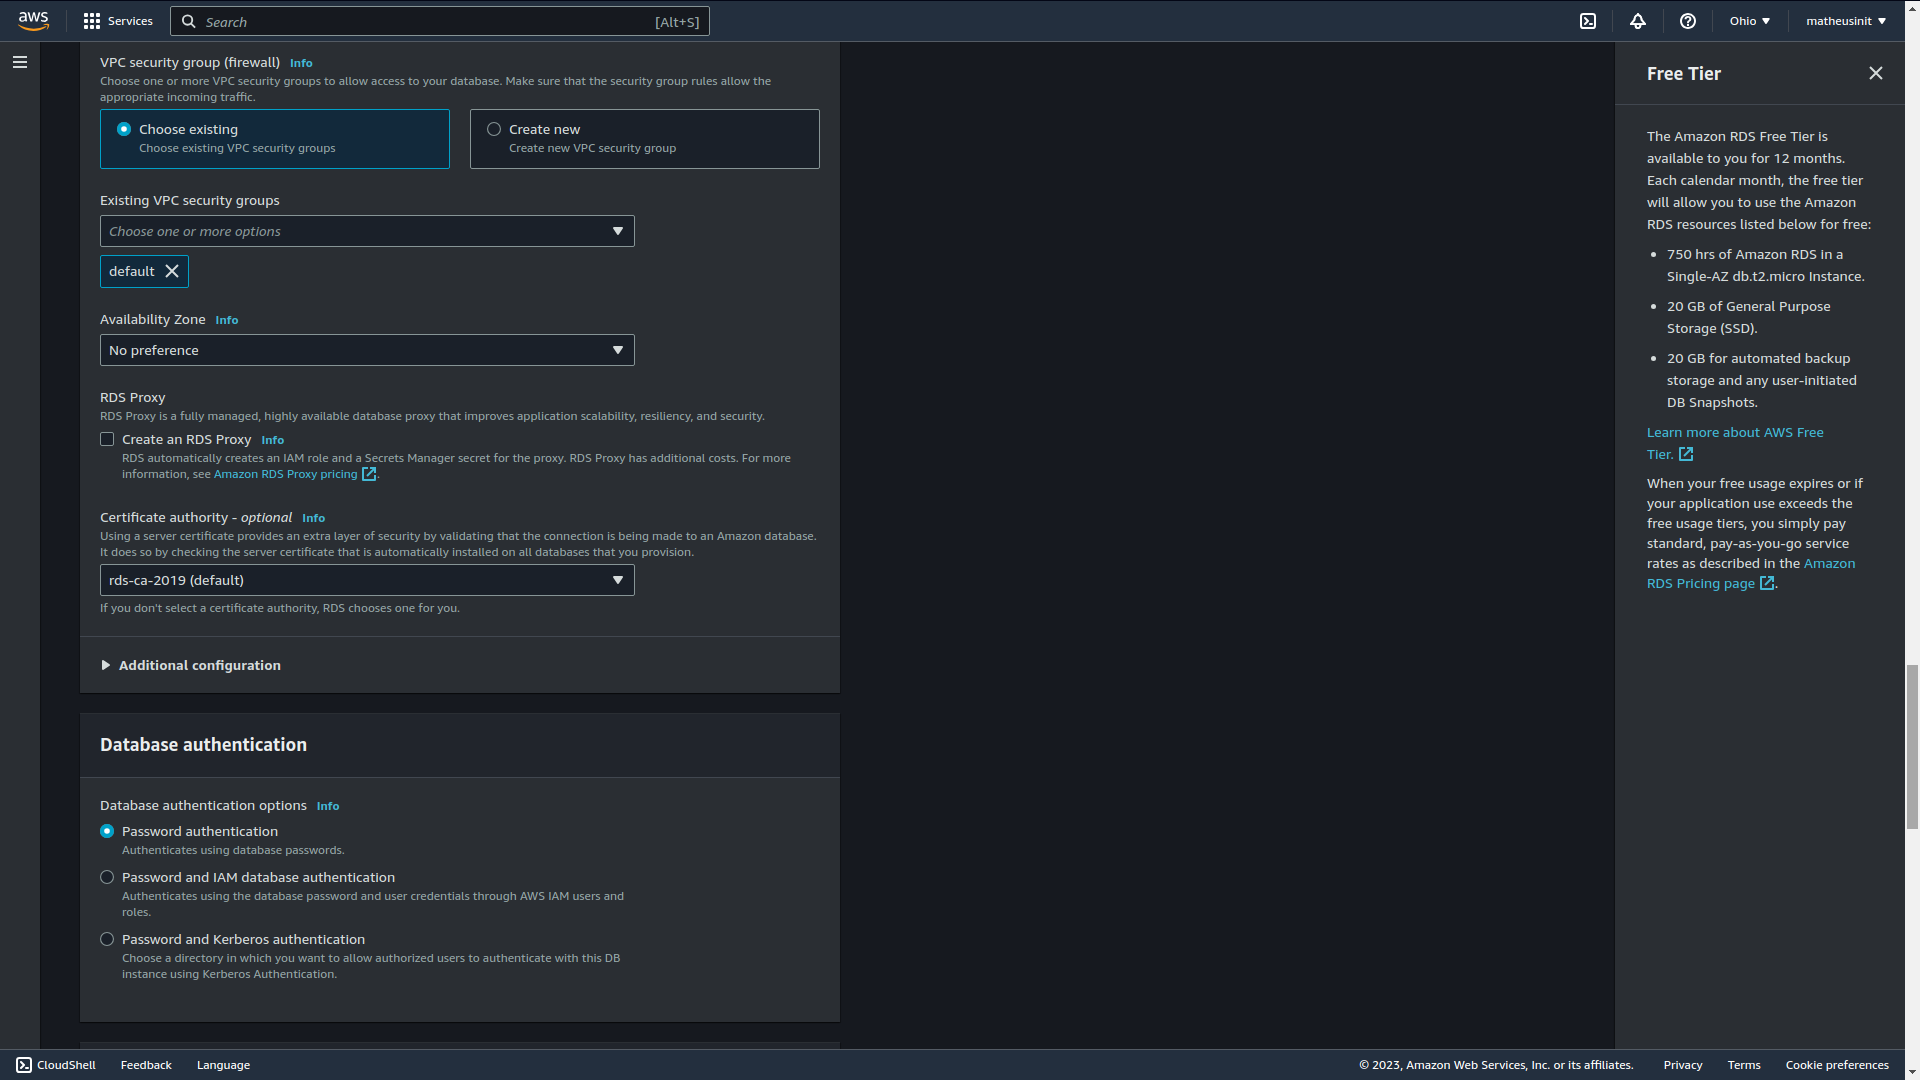 aws
Services
Search
[Alt+S]
Ohio
matheusinit
VPC security group (firewall) Info
Choose one or more VPC security groups to allow access to your database. Make sure that the security group rules allow the
appropriate incoming traffic.
Choose existing
Choose existing VPC security groups
Create new
Create new VPC security group
Existing VPC security groups
Choose one or more options
default
Availability Zone Info
No preference
RDS Proxy
RDS Proxy is a fully managed, highly available database proxy that improves application scalability, resiliency, and security.
Create an RDS Proxy Info
RDS automatically creates an IAM role and a Secrets Manager secret for the proxy. RDS Proxy has additional costs. For more
information, see Amazon RDS Proxy pricing.
Certificate authority - optional Info
Using a server certificate provides an extra layer of security by validating that the connection is being made to an Amazon database.
It does so by checking the server certificate that is automatically installed on all databases that you provision.
rds-ca-2019 (default)
If you don't select a certificate authority, RDS chooses one for you.
Additional configuration
Database authentication
Database authentication options Info
Password authentication
Authenticates using database passwords.
Password and IAM database authentication
Authenticates using the database password and user credentials through AWS IAM users and
roles.
Password and Kerberos authentication
Choose a directory in which you want to allow authorized users to authenticate with this DB
instance using Kerberos Authentication.
Free Tier
The Amazon RDS Free Tier is
available to you for 12 months.
Each calendar month, the free tier
will allow you to use the Amazon
RDS resources listed below for free:
750 hrs of Amazon RDS in a
Single-AZ db.t2.micro Instance.
20 GB of General Purpose
Storage (SSD).
20 GB for automated backup
storage and any user-initiated
DB Snapshots.
Learn more about AWS Free
Tier.
When your free usage expires or if
your application use exceeds the
free usage tiers, you simply pay
standard, pay-as-you-go service
rates as described in the Amazon
RDS Pricing page.
CloudShell
Feedback
Language
© 2023, Amazon Web Services, Inc. or its affiliates.
Privacy
Terms
Cookie preferences